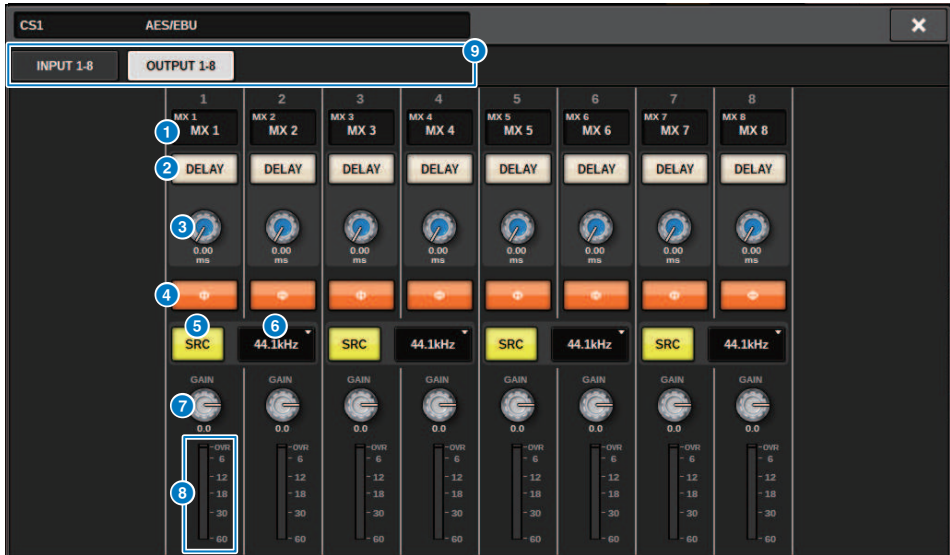 CS1 AES/EBU ×
9
INPUT 1-8 OUTPUT 1-8
1 2 3 4 5 6 7 8
MX 1 MX 2 MX 3 MX 4 MX 5 MX 6 MX 7 MX 8
1 MX 1 MX 2 MX 3 MX 4 MX 5 MX 6 MX 7 MX 8
2 DELAY DELAY DELAY DELAY DELAY DELAY DELAY DELAY
3
0.00 0.00 0.00 0.00 0.00 0.00 0.00 0.00
ms ms ms ms ms ms ms ms
4 Φ Φ Φ Φ Φ Φ Φ Φ
5 6
SRC 44.1kHz SRC 44.1kHz SRC 44.1kHz SRC 44.1kHz
GAIN GAIN GAIN GAIN GAIN GAIN GAIN GAIN
7
0.0 0.0 0.0 0.0 0.0 0.0 0.0 0.0
OVR OVR OVR OVR OVR OVR OVR OVR
6 6 6 6 6 6 6 6
12 12 12 12 12 12 12 12
8 18 18 18 18 18 18 18 18
30 30 30 30 30 30 30 30
60 60 60 60 60 60 60 60